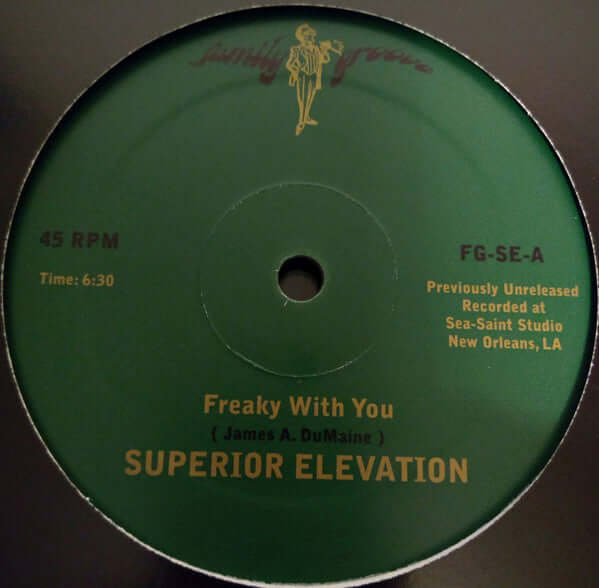 family groove
45 RPM
Time: 6:30
FG-SE-A
Previously Unreleased
Recorded at
Sea-Saint Studio
New Orleans, LA
Freaky With You
( James A. DuMaine )
SUPERIOR ELEVATION